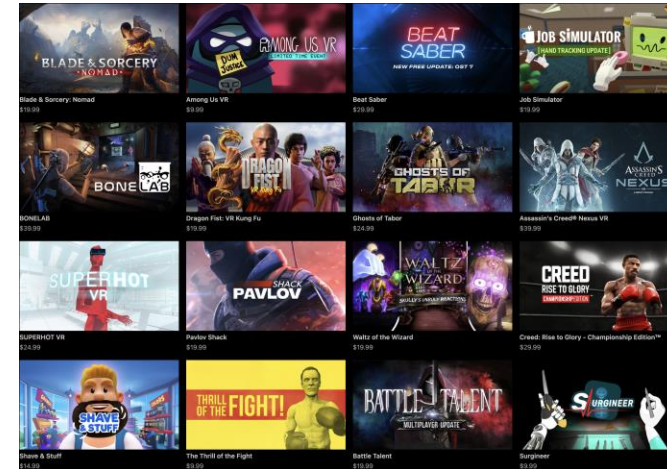 BLADE & SORCERY
NOMAD
AMONG US VR
LIMITED TIME EVENT
DUM
JUSTICE
BEAT
SABER
NEW FREE UPDATE: OST 7
JOB SIMULATOR
HAND TRACKING UPDATE
Blade & Sorcery: Nomad
Among Us VR
Beat Saber
Job Simulator
$19.99
$9.99
$29.99
$19.99
BONELAB
DRAGON
FIST
GHOSTS OF
TABOR
ASSASSIN'S
CREED
NEXUS
BONELAB
Dragon Fist: VR Kung Fu
Ghosts of Tabor
Assassin's Creed® Nexus VR
$39.99
$19.99
$24.99
$39.99
SUPERHOT
VR
SHACK
PAVLOV
WALTZ
OF THE
WIZARD
SKULLY'S UNRULY REACTIONS
CREED
RISE TO GLORY
CHAMPIONSHIP EDITION
SUPERHOT VR
Pavlov Shack
Waltz of the Wizard
Creed: Rise to Glory - Championship Edition™
$24.99
$19.99
$19.99
$29.99
SHAVE
& STUFF
THRILL
OF THE FIGHT!
BATTLE TALENT
MULTIPLAYER UPDATE
SURGINEER
Shave & Stuff
The Thrill of the Fight
Battle Talent
Surgineer
$14.99
$9.99
$19.99
$9.99